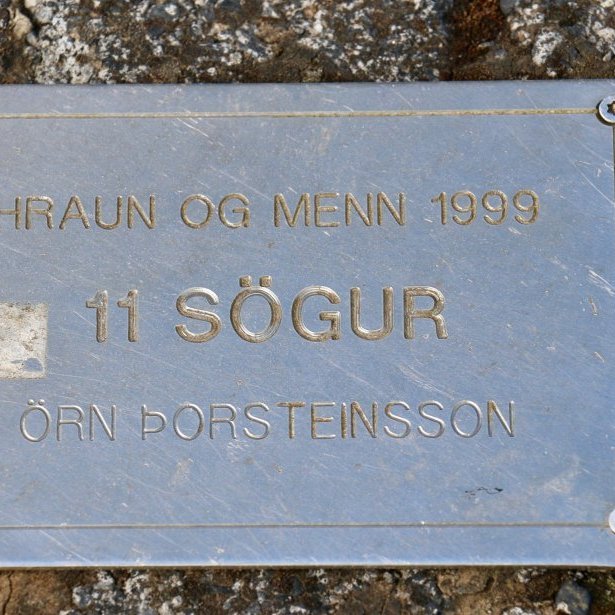 HRAUN OG MENN 1999
11 SÖGUR
ÖRN ÞORSTEINSSON